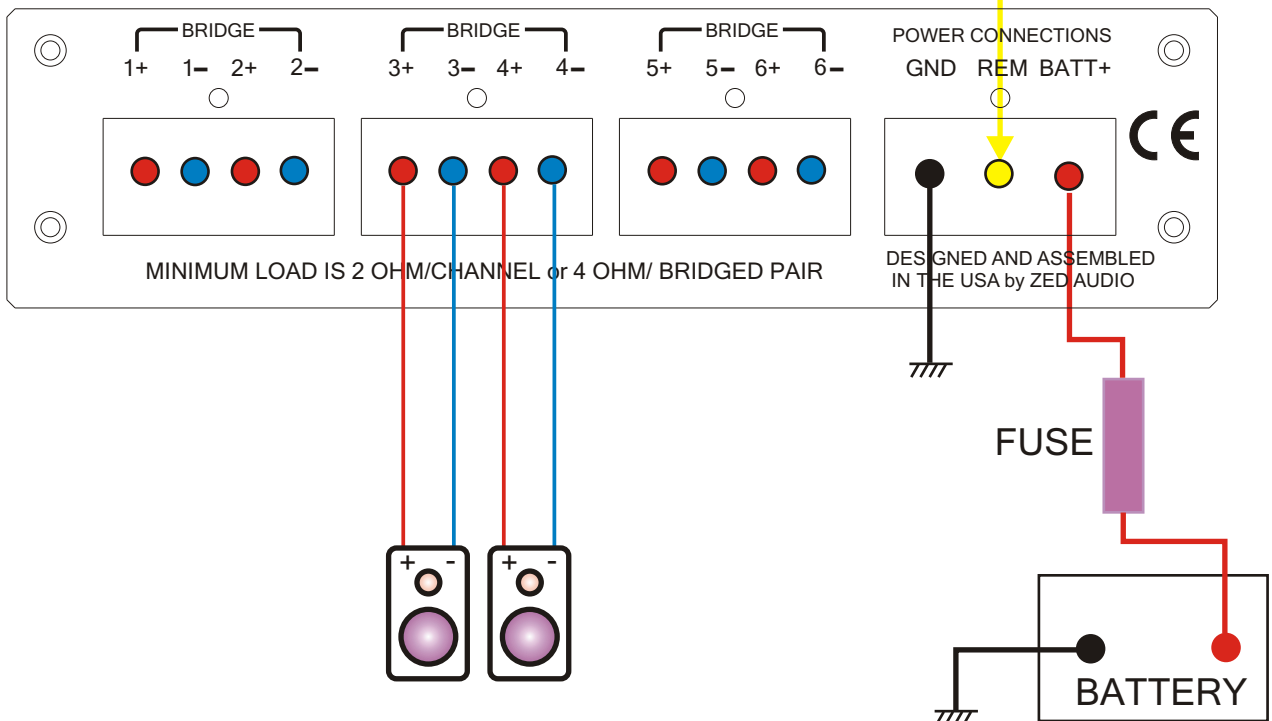 BRIDGE BRIDGE BRIDGE POWER CONNECTIONS
1+ 1- 2+ 2- 3+ 3- 4+ 4- 5+ 5- 6+ 6- GND REM BATT+
CE
MINIMUM LOAD IS 2 OHM/CHANNEL or 4 OHM/ BRIDGED PAIR
DESIGNED AND ASSEMBLED
IN THE USA by ZED AUDIO
FUSE
+ - + -
BATTERY